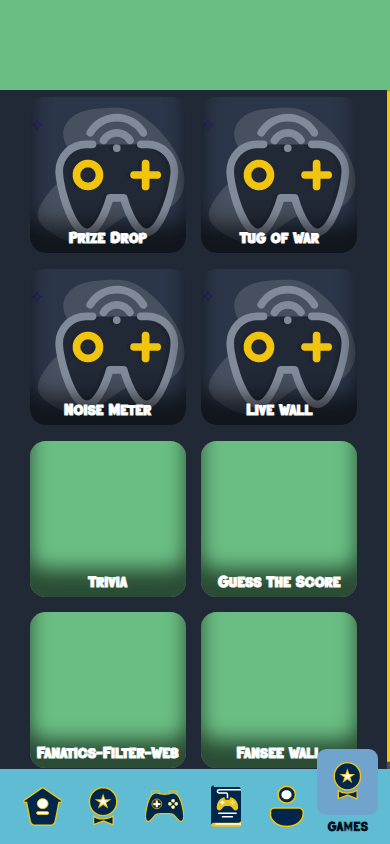 Prize Drop
Tug of War
Noise Meter
Live Wall
Trivia
Guess The Score
Fanatics-Filter-Web
Fansee Wall
GAMES